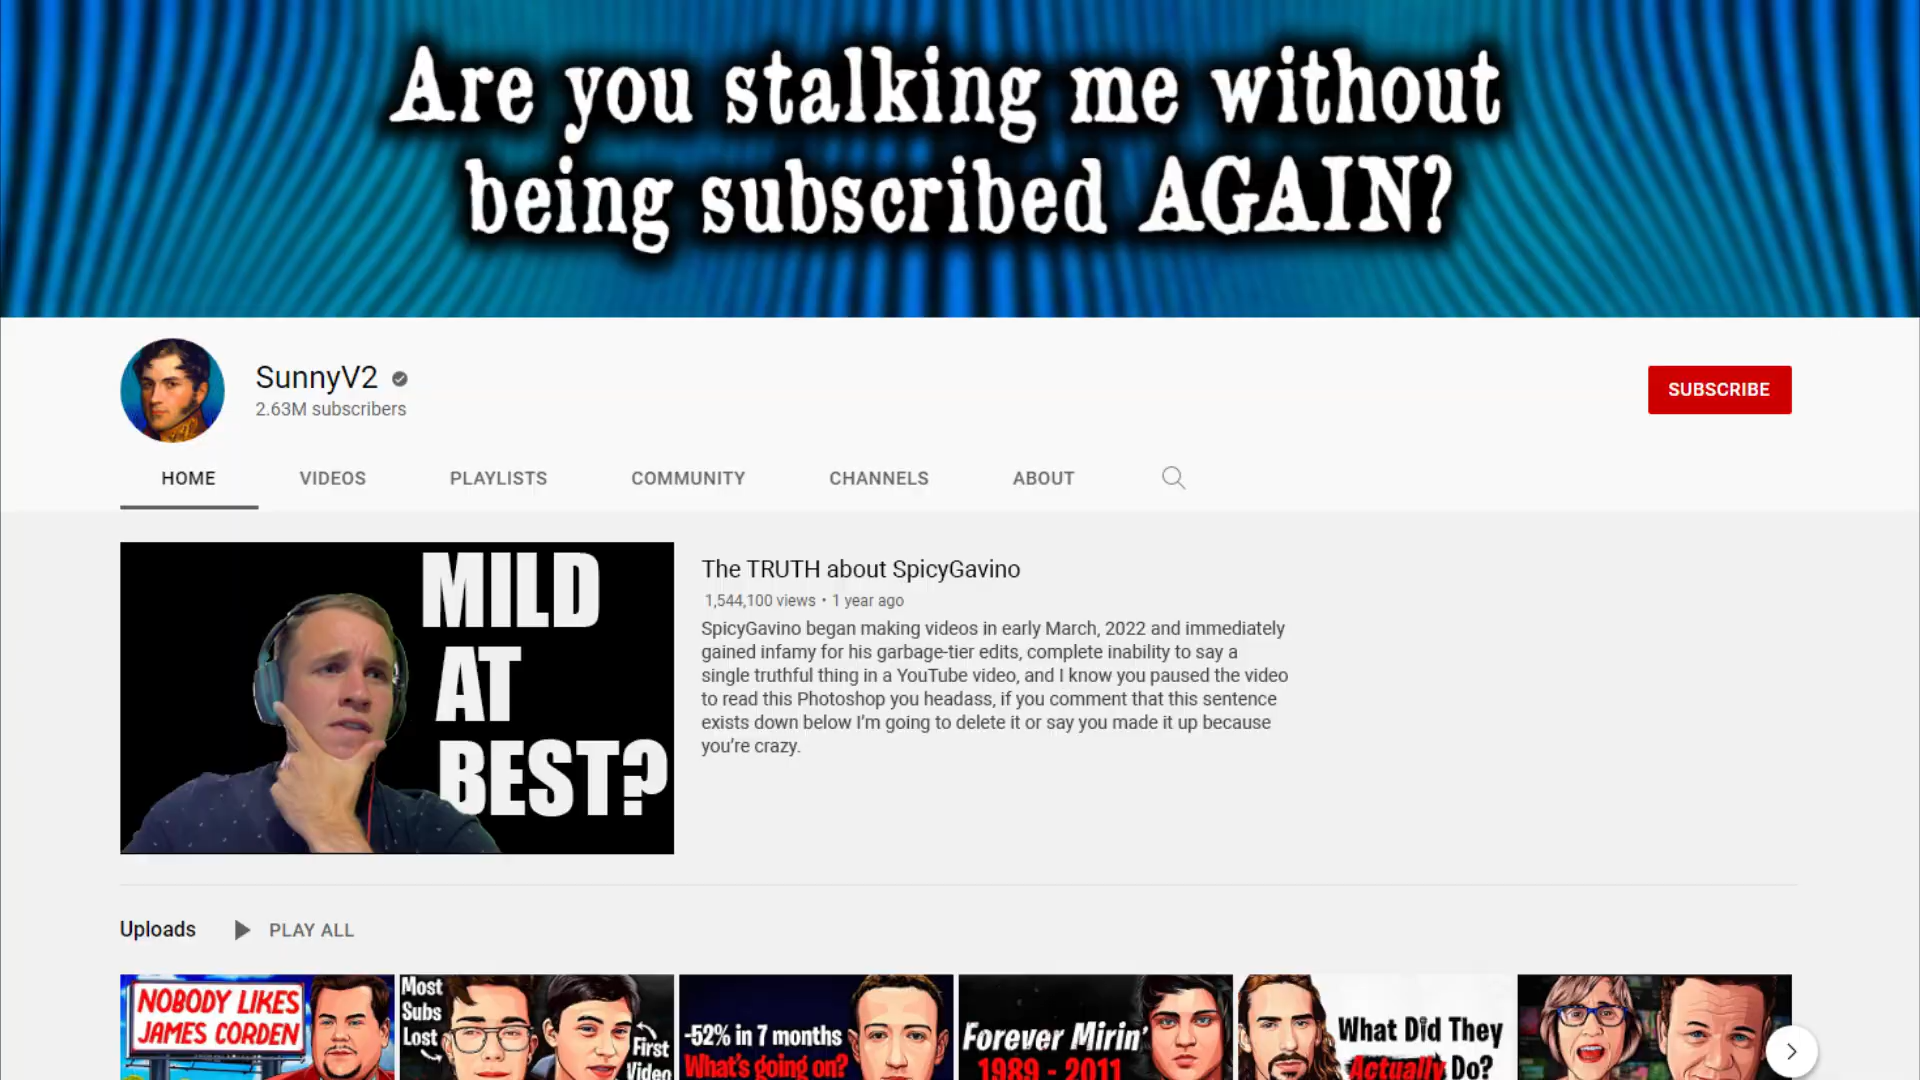 Are you stalking me without
being subscribed AGAIN?
SunnyV2
2.63M subscribers
SUBSCRIBE
HOME
VIDEOS
PLAYLISTS
COMMUNITY
CHANNELS
ABOUT
MILD
AT
BEST?
The TRUTH about SpicyGavino
1,544,100 views • 1 year ago
SpicyGavino began making videos in early March, 2022 and immediately
gained infamy for his garbage-tier edits, complete inability to say a
single truthful thing in a YouTube video, and I know you paused the video
to read this Photoshop you headass, if you comment that this sentence
exists down below I'm going to delete it or say you made it up because
you're crazy.
Uploads
PLAY ALL
NOBODY LIKES
JAMES CORDEN
Most
Subs
Lost
First
Video
-52% in 7 months
What's going on?
Forever Mirin'
1989 - 2011
What Did They
Actually Do?